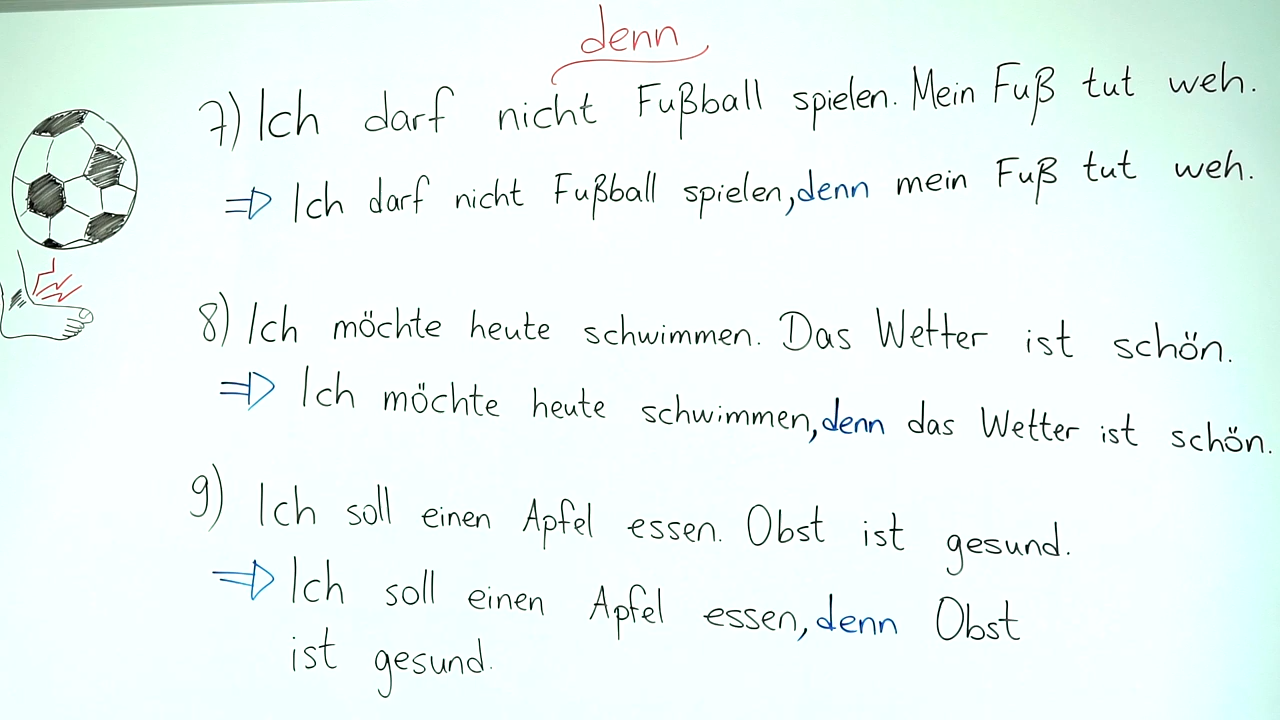 denn
7) Ich darf nicht Fußball spielen. Mein Fuß tut weh.
⇒ Ich darf nicht Fußball spielen, denn mein Fuß tut weh.
8) Ich möchte heute schwimmen. Das Wetter ist schön.
⇒ Ich möchte heute schwimmen, denn das Wetter ist schön.
9) Ich soll einen Apfel essen. Obst ist gesund.
⇒ Ich soll einen Apfel essen, denn Obst
ist gesund.